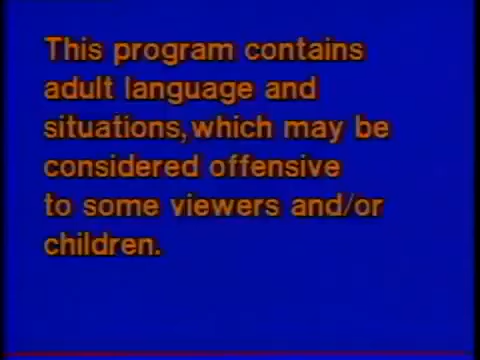 This program contains
adult language and
situations, which may be
considered offensive
to some viewers and/or
children.